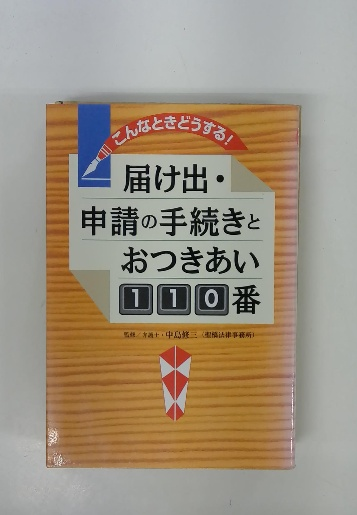 こんなときどうする!
届け出・
申請の手続きと
おつきあい
110番
監修/弁護士・中島健三